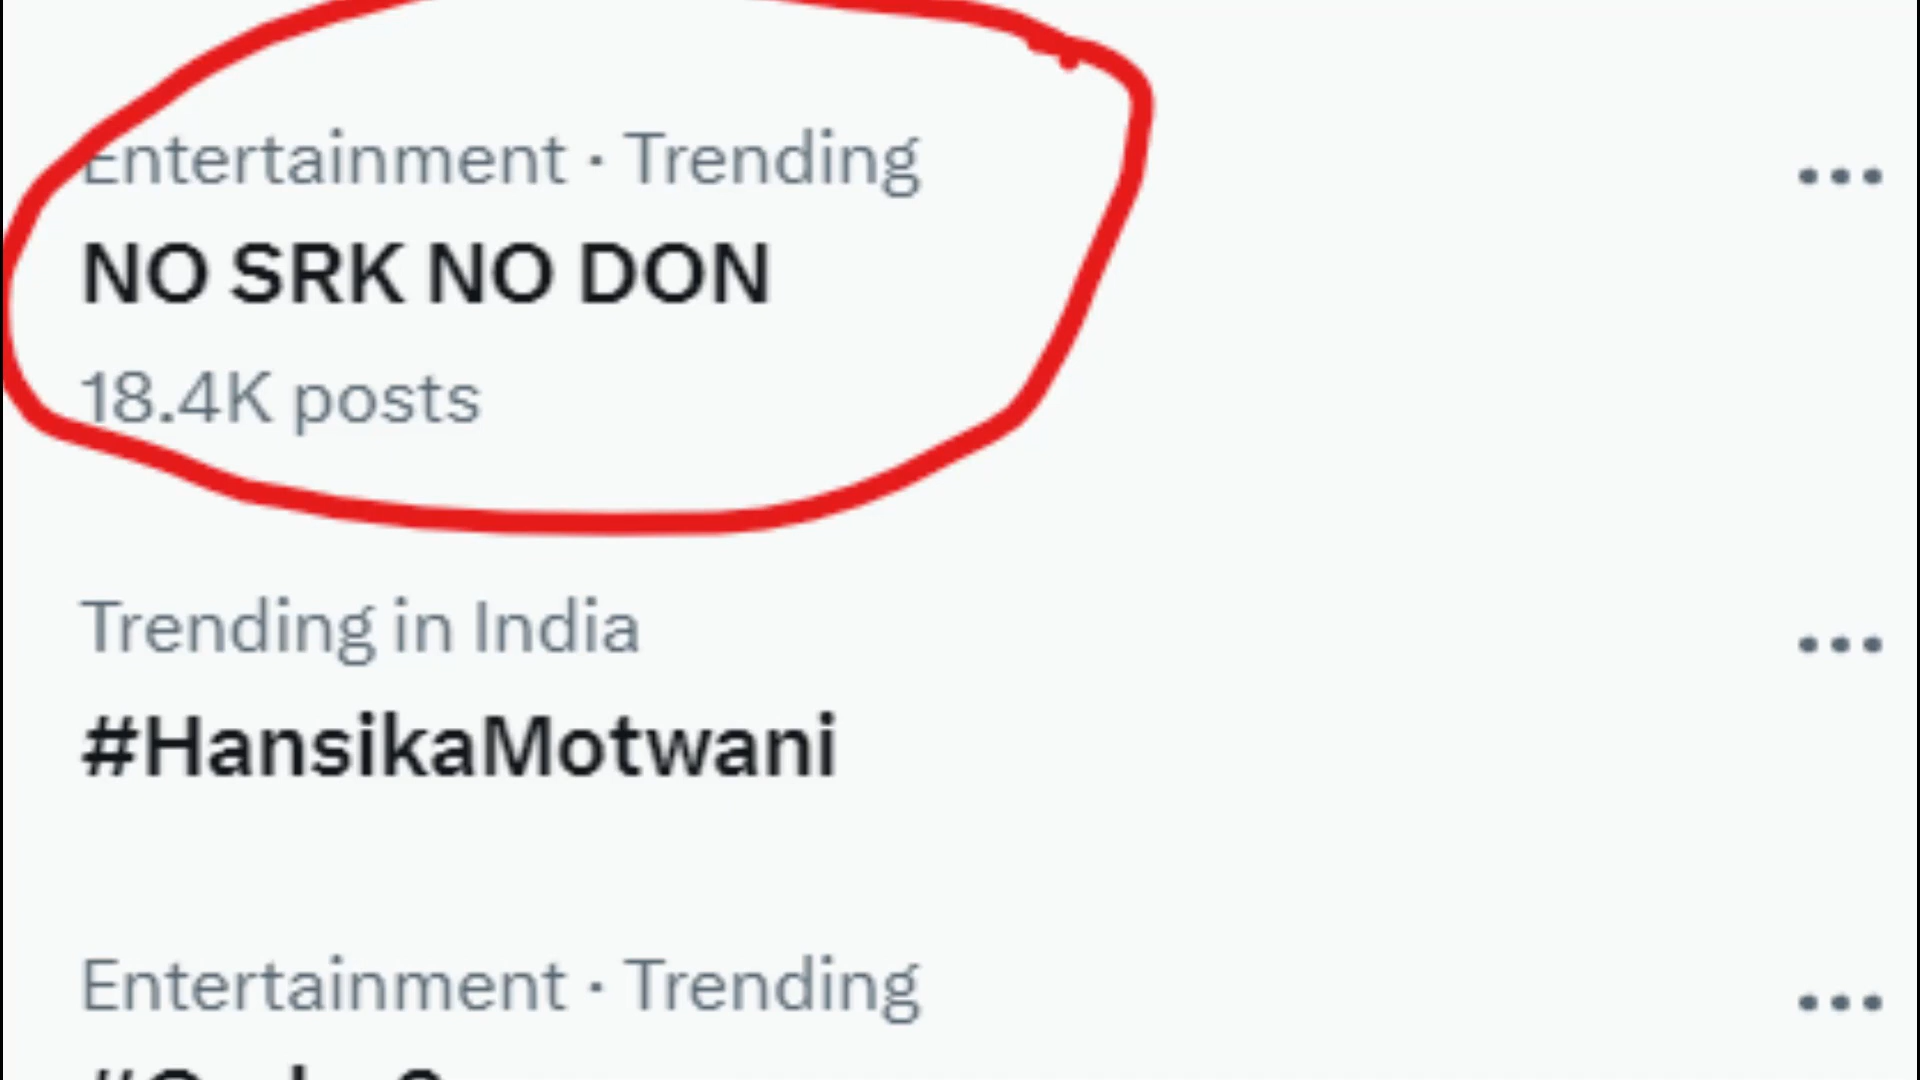 Entertainment · Trending
NO SRK NO DON
18.4K posts
Trending in India
#HansikaMotwani
Entertainment · Trending